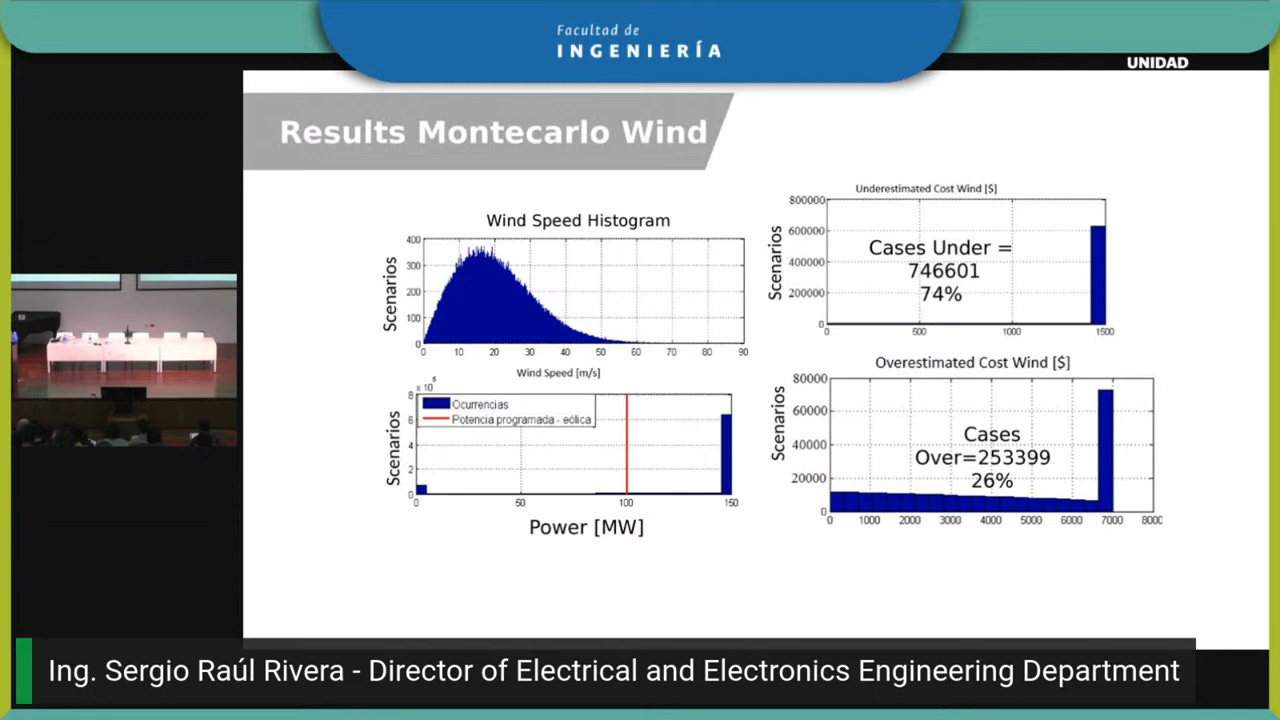 Facultad de
INGENIERÍA
UNIDAD
Results Montecarlo Wind
Wind Speed Histogram
Scenarios
400
300
200
100
0
0 10 20 30 40 50 60 70 80 90
Wind Speed [m/s]
x 10⁵
Scenarios
8
6
4
2
0
Ocurrencias
Potencia programada - eólica
0 50 100 150
Power [MW]
Underestimated Cost Wind [$]
Scenarios
800000
600000
400000
200000
0
Cases Under =
746601
74%
0 500 1000 1500
Overestimated Cost Wind [$]
Scenarios
80000
60000
40000
20000
0
Cases
Over=253399
26%
0 1000 2000 3000 4000 5000 6000 7000 8000
Ing. Sergio Raúl Rivera - Director of Electrical and Electronics Engineering Department